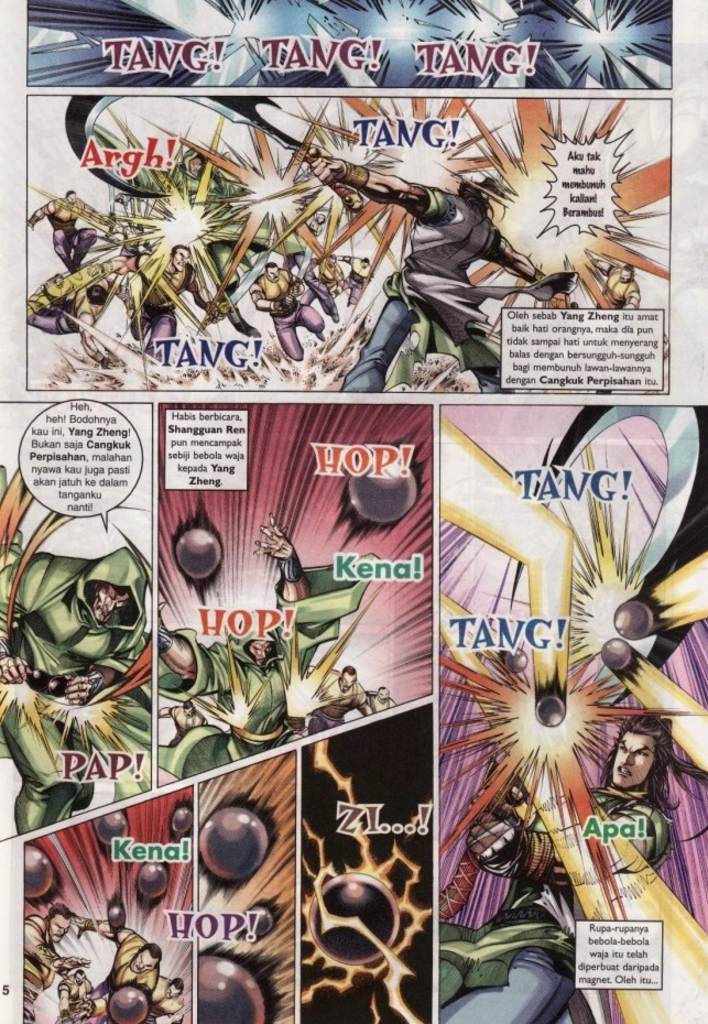 TANG! TANG! TANG!
Argh!
TANG!
Aku tak
mahu
membunuh
kalian!
Berambus!
TANG!
Oleh sebab Yang Zheng itu amat
baik hati orangnya, maka dia pun
tidak sampai hati untuk menyerang
balas dengan bersungguh-sungguh
bagi membunuh lawan-lawannya
dengan Cangkuk Perpisahan itu.
Heh,
heh! Bodohnya
kau ini, Yang Zheng!
Bukan saja Cangkuk
Perpisahan, malahan
nyawa kau juga pasti
akan jatuh ke dalam
tanganku
nanti!
PAP!
Habis berbicara,
Shangguan Ren
pun mencampak
sebiji bebola waja
kepada Yang
Zheng.
HOP!
Kena!
HOP!
TANG!
TANG!
Apa!
Rupa-rupanya
bebola-bebola
waja itu telah
diperbuat daripada
magnet. Oleh itu...
Kena!
HOP!
ZI...!
5